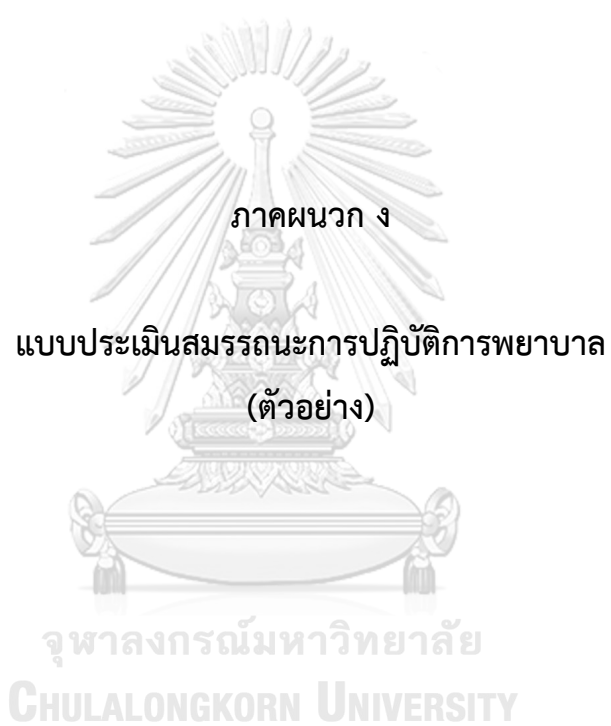 ภาคผนวก ง
แบบประเมินสมรรถนะการปฏิบัติการพยาบาล
(ตัวอย่าง)
จุฬาลงกรณ์มหาวิทยาลัย
CHULALONGKORN UNIVERSITY